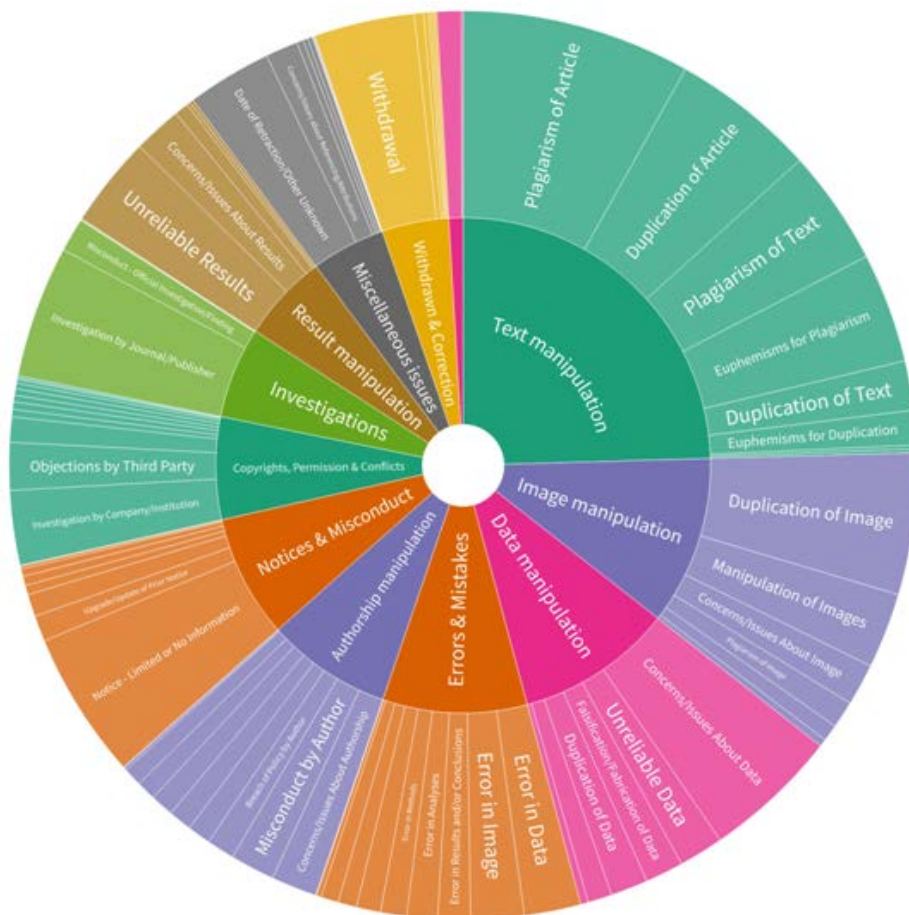 Plagiarism of Article
Duplication of Article
Plagiarism of Text
Euphemisms for Plagiarism
Duplication of Text
Euphemisms for Duplication
Text manipulation
Duplication of Image
Manipulation of Images
Concerns/Issues About Image
Plagiarism of Image
Image manipulation
Concerns/Issues About Data
Unreliable Data
Falsification/Fabrication of Data
Duplication of Data
Data manipulation
Error in Data
Error in Image
Error in Results and/or Conclusions
Error in Analyses
Error in Methods
Errors & Mistakes
Concerns/Issues About Authorship
Misconduct by Author
Breach of Policy by Author
Authorship manipulation
Notice - Limited or No Information
Upgrade/Update of Prior Notice
Notices & Misconduct
Investigation by Company/Institution
Objections by Third Party
Copyrights, Permission & Conflicts
Investigation by Journal/Publisher
Misconduct - Official Investigation/Finding
Investigations
Unreliable Results
Concerns/Issues About Results
Result manipulation
Date of Retraction/Other Unknown
Concerns/Issues About Referencing/Attributions
Miscellaneous issues
Withdrawal
Withdrawn & Correction